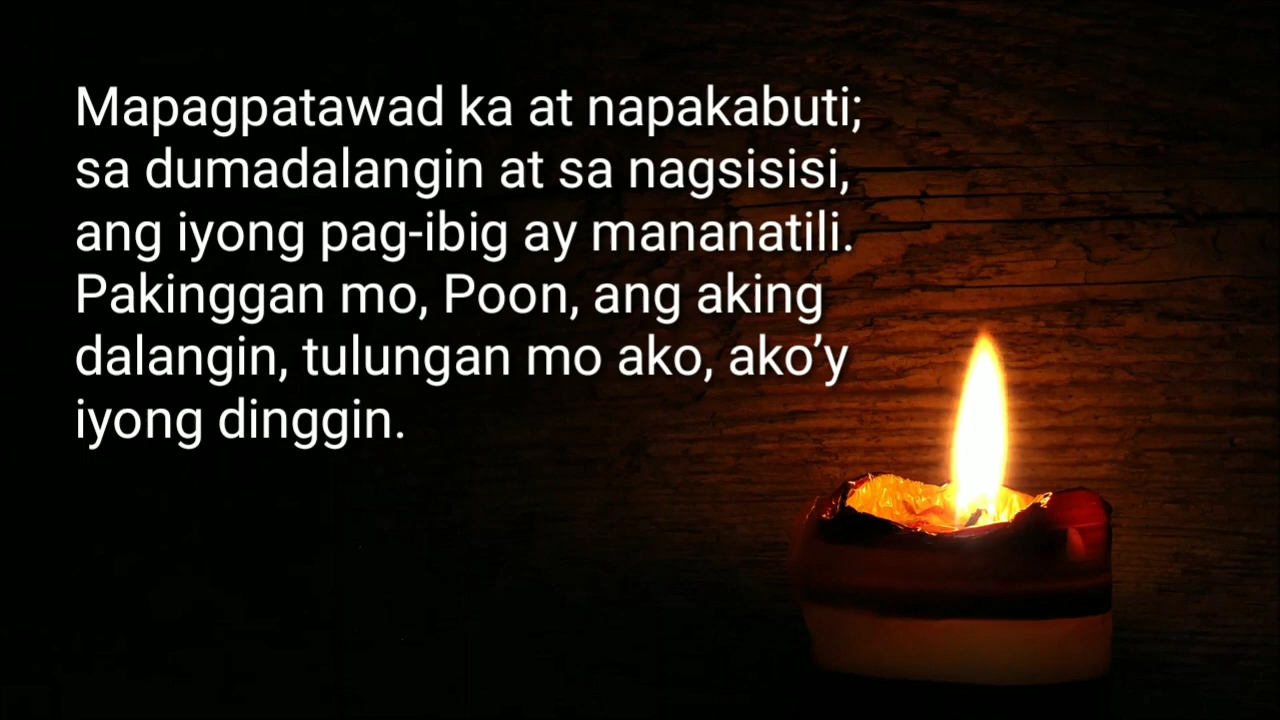 Mapagpatawad ka at napakabuti;
sa dumadalangin at sa nagsisisi,
ang iyong pag-ibig ay mananatili.
Pakinggan mo, Poon, ang aking
dalangin, tulungan mo ako, ako’y
iyong dinggin.